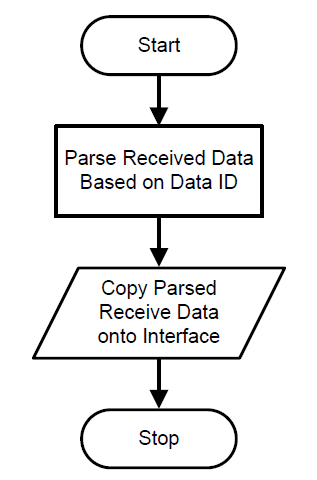 Start
Parse Received Data
Based on Data ID
Copy Parsed
Receive Data
onto Interface
Stop